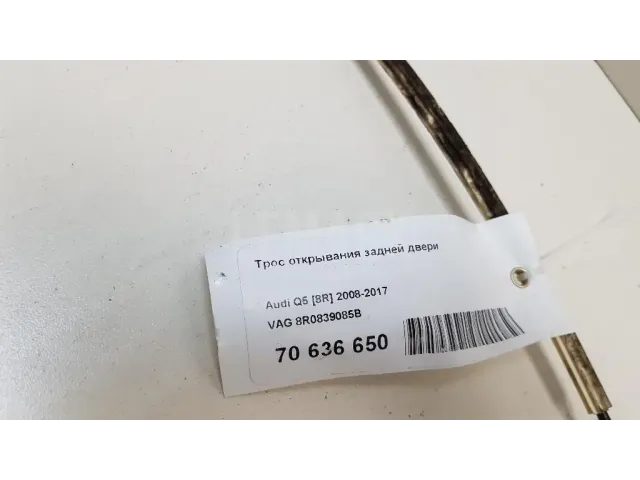 Трос открывания задней двери
Audi Q5 [8R] 2008-2017
VAG 8R0839085B
70 636 650